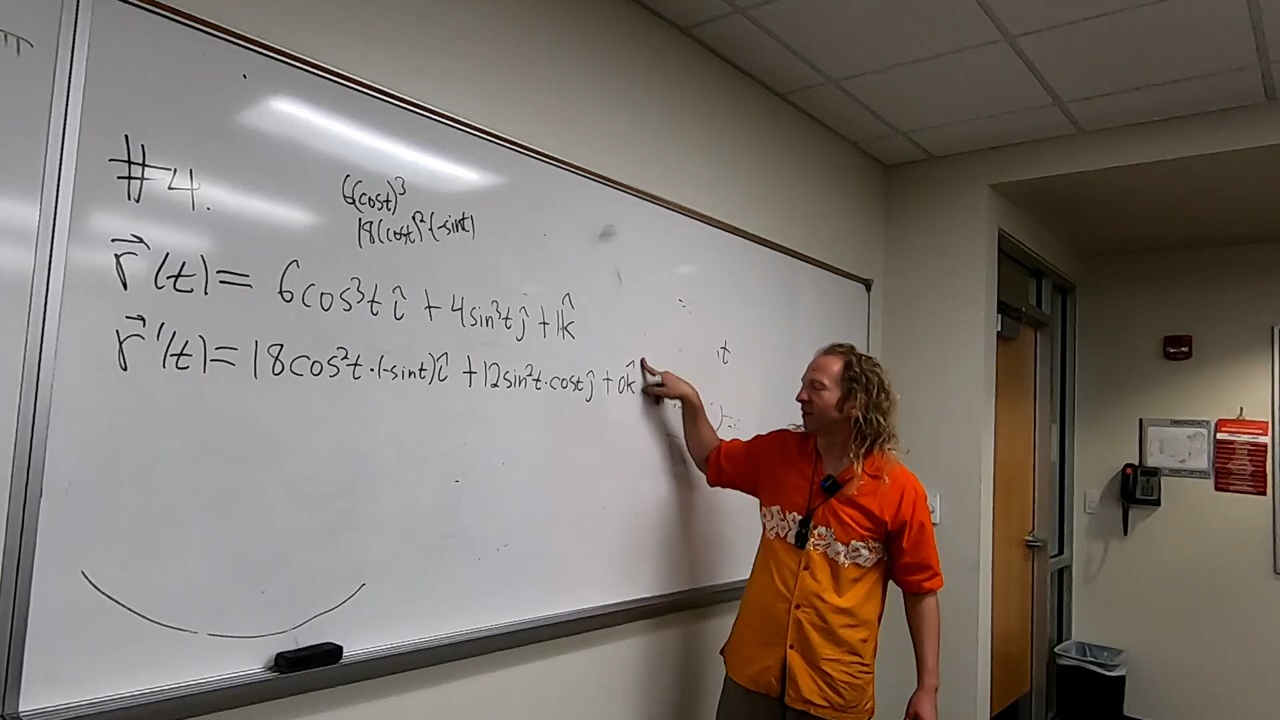 #4.
6(cost)³
18(cost)²(-sint)
r⃗(t)= 6cos³t î + 4sin³t ĵ + 1k̂
r⃗'(t)= 18cos²t·(-sint)î + 12sin²t·cost ĵ + 0k̂
t